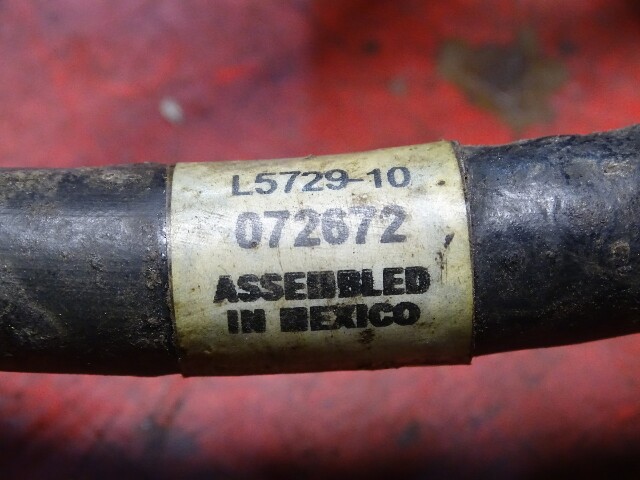 L5729-10
072672
ASSEMBLED
IN MEXICO